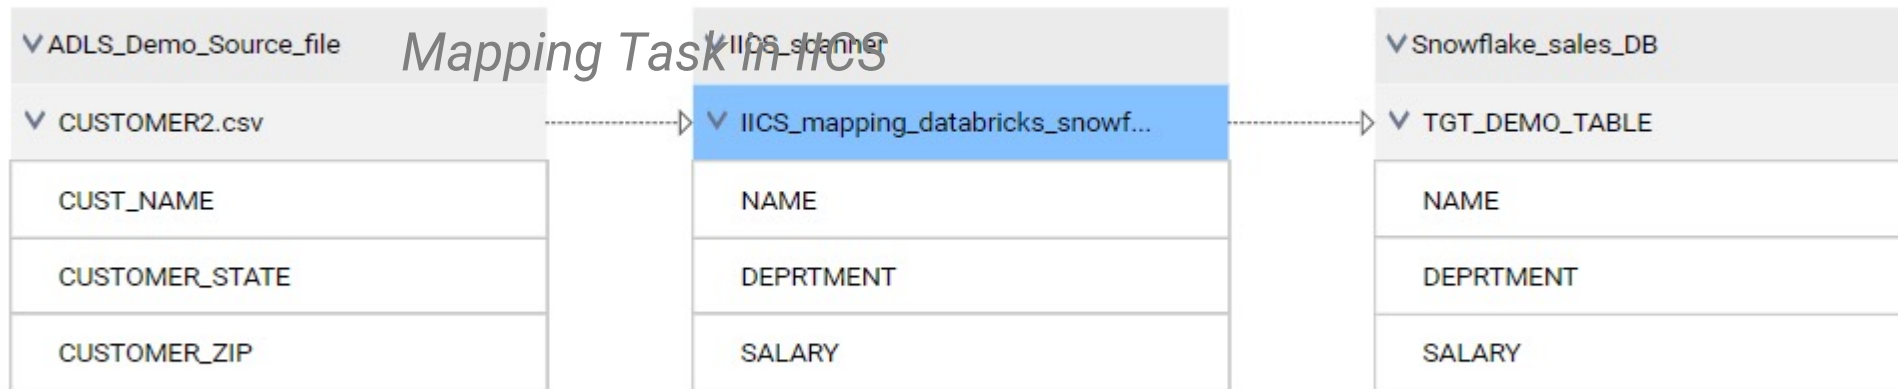 ADLS_Demo_Source_file
Mapping Task in IICS
IICS_scanner
Snowflake_sales_DB
CUSTOMER2.csv
IICS_mapping_databricks_snowf...
TGT_DEMO_TABLE
CUST_NAME
NAME
NAME
CUSTOMER_STATE
DEPRTMENT
DEPRTMENT
CUSTOMER_ZIP
SALARY
SALARY